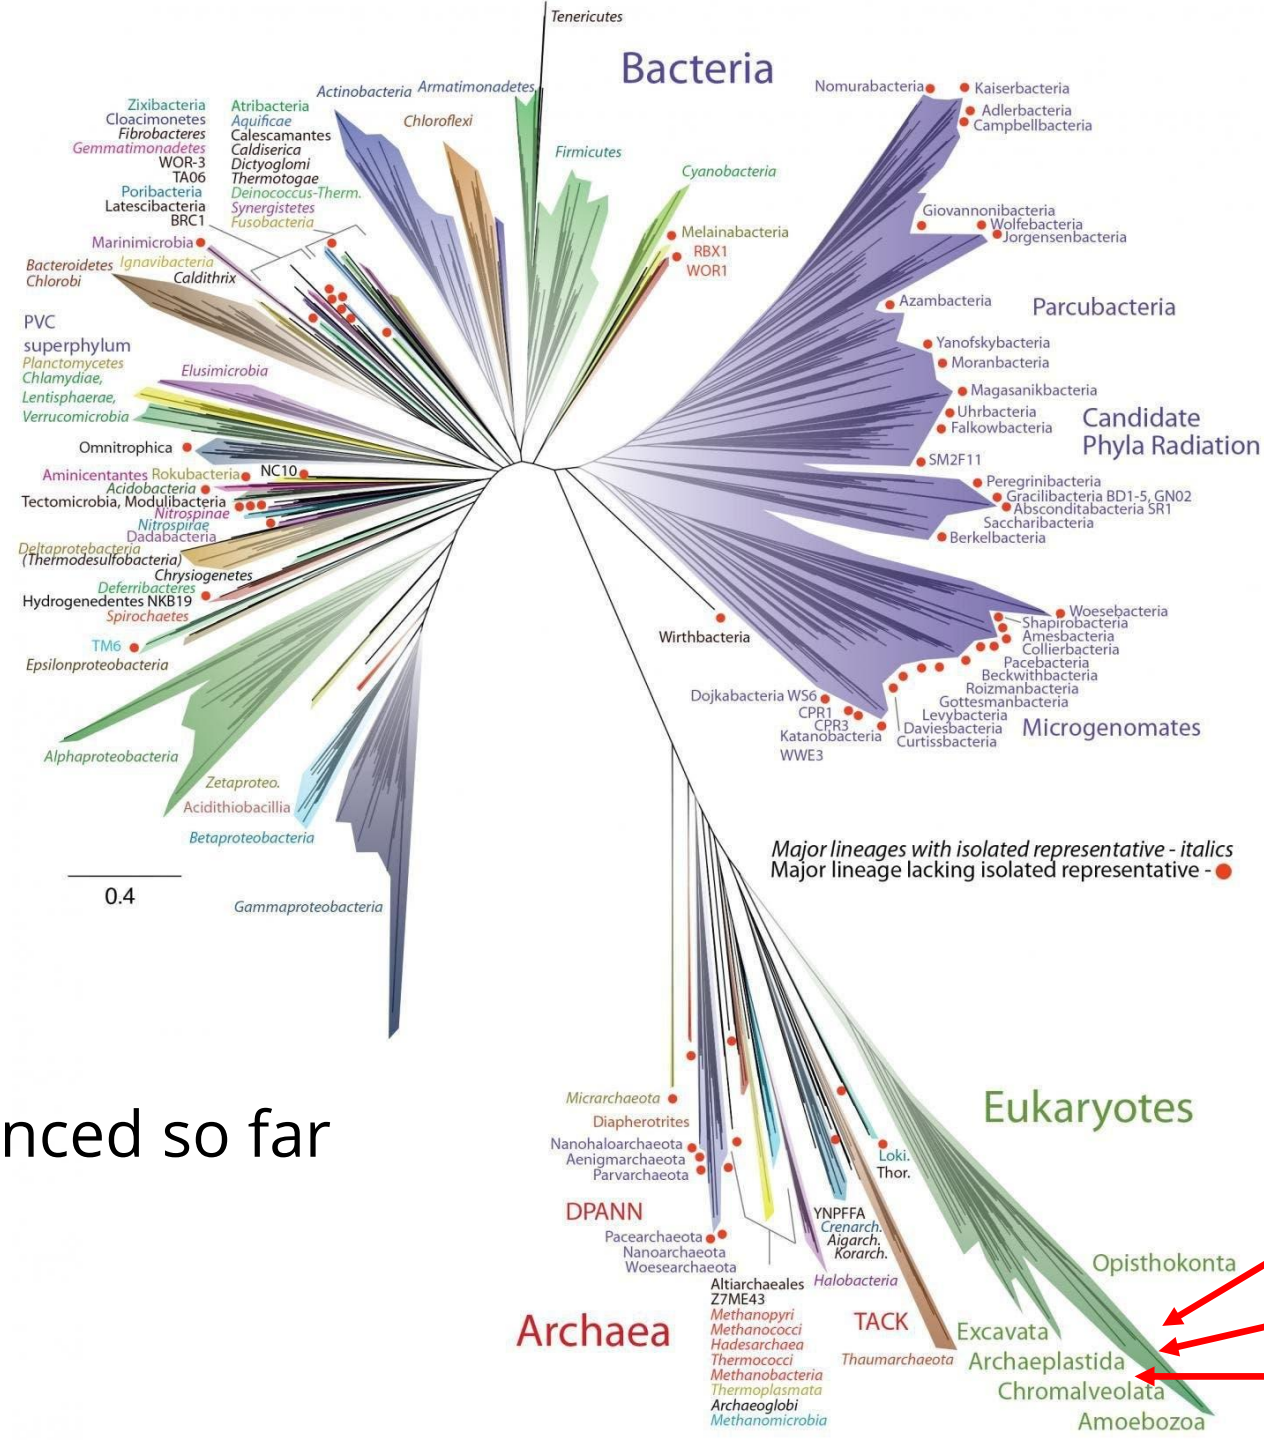 Tenericutes
Bacteria
Actinobacteria
Armatimonadetes
Nomurabacteria
Kaiserbacteria
Adlerbacteria
Campbellbacteria
Zixibacteria
Cloacimonetes
Fibrobacteres
Gemmatimonadetes
WOR-3
TA06
Poribacteria
Latescibacteria
BRC1
Atribacteria
Aquificae
Calescamantes
Caldiserica
Dictyoglomi
Thermotogae
Deinococcus-Therm.
Synergistetes
Fusobacteria
Chloroflexi
Firmicutes
Cyanobacteria
Melainabacteria
RBX1
WOR1
Giovannonibacteria
Wolfebacteria
Jorgensenbacteria
Marinimicrobia
Bacteroidetes
Ignavibacteria
Chlorobi
Caldithrix
Azambacteria
Parcubacteria
PVC
superphylum
Planctomycetes
Chlamydiae,
Lentisphaerae,
Verrucomicrobia
Elusimicrobia
Yanofskybacteria
Moranbacteria
Magasanikbacteria
Uhrbacteria
Falkowbacteria
Candidate
Phyla Radiation
SM2F11
Omnitrophica
Aminicentantes Rokubacteria
NC10
Acidobacteria
Tectomicrobia, Modulibacteria
Nitrospinae
Nitrospirae
Dadabacteria
Deltaprotebacteria
(Thermodesulfobacteria)
Chrysiogenetes
Deferribacteres
Hydrogenedentes NKB19
Spirochaetes
TM6
Epsilonproteobacteria
Peregrinibacteria
Gracilibacteria BD1-5, GN02
Absconditabacteria SR1
Saccharibacteria
Berkelbacteria
Wirthbacteria
Woesebacteria
Shapirobacteria
Amesbacteria
Collierbacteria
Pacebacteria
Beckwithbacteria
Roizmanbacteria
Gottesmanbacteria
Levybacteria
Daviesbacteria
Curtissbacteria
Microgenomates
Dojkabacteria WS6
CPR1
CPR3
Katanobacteria
WWE3
Alphaproteobacteria
Zetaproteo.
Acidithiobacillia
Betaproteobacteria
Major lineages with isolated representative - italics
Major lineage lacking isolated representative -
0.4
Gammaproteobacteria
nced so far
Micrarchaeota
Diapherotrites
Nanohaloarchaeota
Aenigmarchaeota
Parvarchaeota
DPANN
Pacearchaeota
Nanoarchaeota
Woesearchaeota
Eukaryotes
Loki.
Thor.
YNPFFA
Crenarch.
Aigarch.
Korarch.
Halobacteria
Altiarchaeales
Z7ME43
Methanopyri
Methanococci
Hadesarchaea
Thermococci
Methanobacteria
Thermoplasmata
Archaeoglobi
Methanomicrobia
Archaea
TACK
Thaumarchaeota
Opisthokonta
Excavata
Archaeplastida
Chromalveolata
Amoebozoa